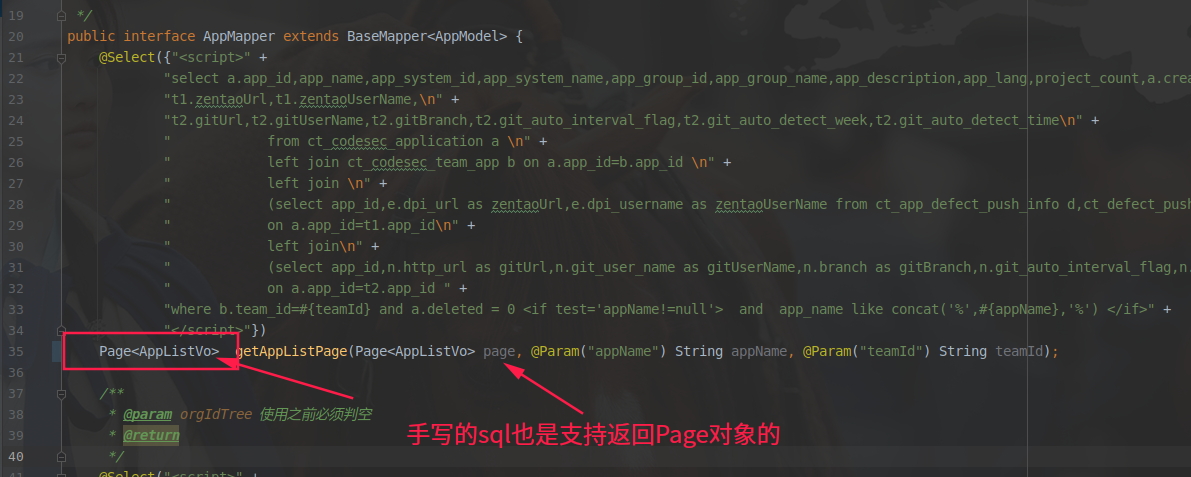 19 */
20 public interface AppMapper extends BaseMapper<AppModel> {
21 @Select({"<script>" +
22 "select a.app_id,app_name,app_system_id,app_system_name,app_group_id,app_group_name,app_description,app_lang,project_count,a.crea
23 "t1.zentaoUrl,t1.zentaoUserName,\n" +
24 "t2.gitUrl,t2.gitUserName,t2.gitBranch,t2.git_auto_interval_flag,t2.git_auto_detect_week,t2.git_auto_detect_time\n" +
25 " from ct_codesec_application a \n" +
26 " left join ct_codesec_team_app b on a.app_id=b.app_id \n" +
27 " left join \n" +
28 " (select app_id,e.dpi_url as zentaoUrl,e.dpi_username as zentaoUserName from ct_app_defect_push_info d,ct_defect_push
29 " on a.app_id=t1.app_id\n" +
30 " left join\n" +
31 " (select app_id,n.http_url as gitUrl,n.git_user_name as gitUserName,n.branch as gitBranch,n.git_auto_interval_flag,n.
32 " on a.app_id=t2.app_id " +
33 "where b.team_id=#{teamId} and a.deleted = 0 <if test='appName!=null'> and app_name like concat('%',#{appName},'%') </if>" +
34 "</script>"})
35 Page<AppListVo> getAppListPage(Page<AppListVo> page, @Param("appName") String appName, @Param("teamId") String teamId);
36
37 /**
38 * @param orgIdTree 使用之前必须判空
39 * @return
手写的sql也是支持返回Page对象的
40 */
41 @Select("<script>" +